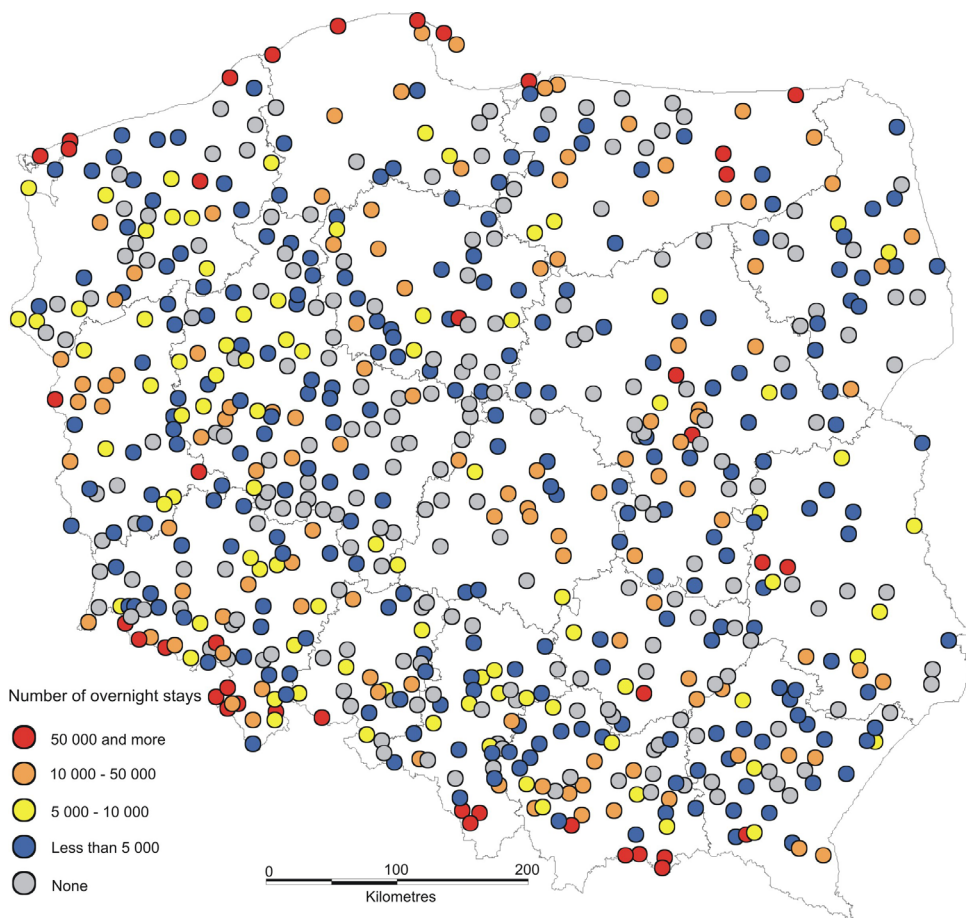 Number of overnight stays
50 000 and more
10 000 - 50 000
5 000 - 10 000
Less than 5 000
None
0 100 200
Kilometres